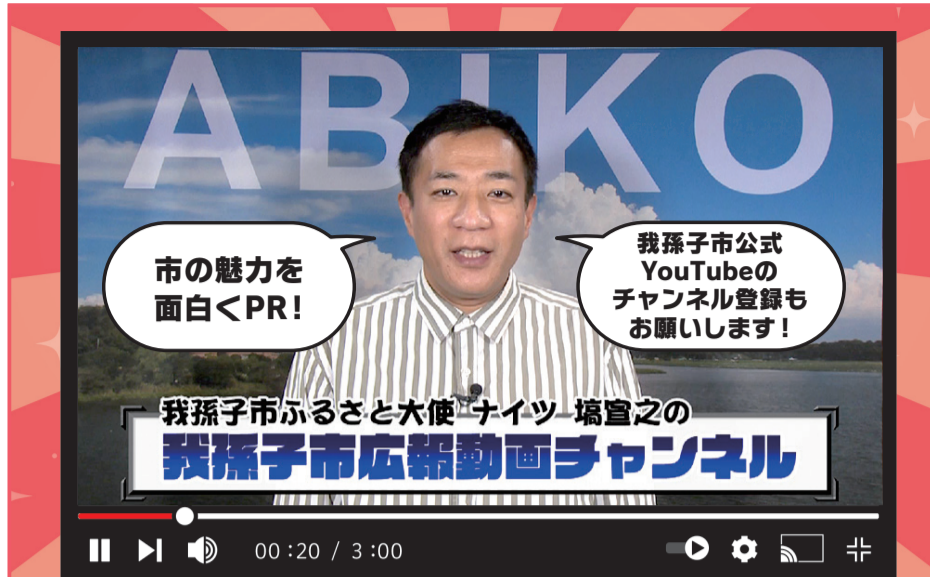 ABIKO
市の魅力を
面白くPR!
我孫子市公式
YouTubeの
チャンネル登録も
お願いします!
我孫子市ふるさと大使 ナイツ 塙宣之の
我孫子市広報動画チャンネル
00:20 / 3:00